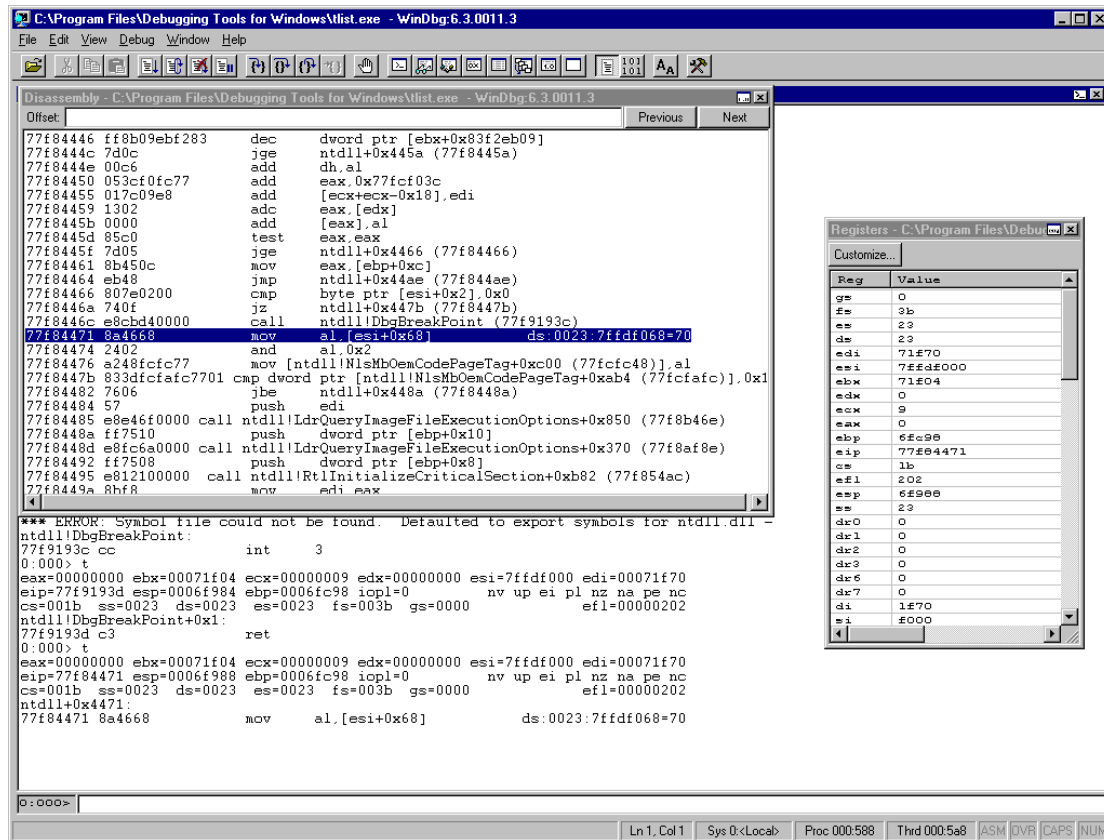 C:\Program Files\Debugging Tools for Windows\tlist.exe - WinDbg:6.3.0011.3
File Edit View Debug Window Help
Disassembly - C:\Program Files\Debugging Tools for Windows\tlist.exe - WinDbg:6.3.0011.3
Offset: Previous Next
77f84446 ff8b09ebf283 dec dword ptr [ebx+0x83f2eb09]
77f8444c 7d0c jge ntdll+0x445a (77f8445a)
77f8444e 00c6 add dh,al
77f84450 053cf0fc77 add eax,0x77fcf03c
77f84455 017c09e8 add [ecx+ecx-0x18],edi
77f84459 1302 adc eax,[edx]
77f8445b 0000 add [eax],al
77f8445d 85c0 test eax,eax
77f8445f 7d05 jge ntdll+0x4466 (77f84466)
77f84461 8b450c mov eax,[ebp+0xc]
77f84464 eb48 jmp ntdll+0x44ae (77f844ae)
77f84466 807e0200 cmp byte ptr [esi+0x2],0x0
77f8446a 740f jz ntdll+0x447b (77f8447b)
77f8446c e8cbd40000 call ntdll!DbgBreakPoint (77f9193c)
77f84471 8a4668 mov al,[esi+0x68] ds:0023:7ffdf068=70
77f84474 2402 and al,0x2
77f84476 a248fcfc77 mov [ntdll!NlsMbOemCodePageTag+0xc00 (77fcfc48)],al
77f8447b 833dfcfafc7701 cmp dword ptr [ntdll!NlsMbOemCodePageTag+0xab4 (77fcfafc)],0x1
77f84482 7606 jbe ntdll+0x448a (77f8448a)
77f84484 57 push edi
77f84485 e8e46f0000 call ntdll!LdrQueryImageFileExecutionOptions+0x850 (77f8b46e)
77f8448a ff7510 push dword ptr [ebp+0x10]
77f8448d e8fc6a0000 call ntdll!LdrQueryImageFileExecutionOptions+0x370 (77f8af8e)
77f84492 ff7508 push dword ptr [ebp+0x8]
77f84495 e812100000 call ntdll!RtlInitializeCriticalSection+0xb82 (77f854ac)
77f8449a 8bf8 mov edi,eax
*** ERROR: Symbol file could not be found. Defaulted to export symbols for ntdll.dll -
ntdll!DbgBreakPoint:
77f9193c cc int 3
0:000> t
eax=00000000 ebx=00071f04 ecx=00000009 edx=00000000 esi=7ffdf000 edi=00071f70
eip=77f9193d esp=0006f984 ebp=0006fc98 iopl=0 nv up ei pl nz na pe nc
cs=001b ss=0023 ds=0023 es=0023 fs=003b gs=0000 efl=00000202
ntdll!DbgBreakPoint+0x1:
77f9193d c3 ret
0:000> t
eax=00000000 ebx=00071f04 ecx=00000009 edx=00000000 esi=7ffdf000 edi=00071f70
eip=77f84471 esp=0006f988 ebp=0006fc98 iopl=0 nv up ei pl nz na pe nc
cs=001b ss=0023 ds=0023 es=0023 fs=003b gs=0000 efl=00000202
ntdll+0x4471:
77f84471 8a4668 mov al,[esi+0x68] ds:0023:7ffdf068=70
Registers - C:\Program Files\Debug
Customize...
Reg Value
gs 0
fs 3b
es 23
ds 23
edi 71f70
esi 7ffdf000
ebx 71f04
edx 0
ecx 9
eax 0
ebp 6fc98
eip 77f84471
cs 1b
efl 202
esp 6f988
ss 23
dr0 0
dr1 0
dr2 0
dr3 0
dr6 0
dr7 0
di 1f70
si f000
0:000>
Ln 1, Col 1 Sys 0:<Local> Proc 000:588 Thrd 000:5a8 ASM OVR CAPS NUM